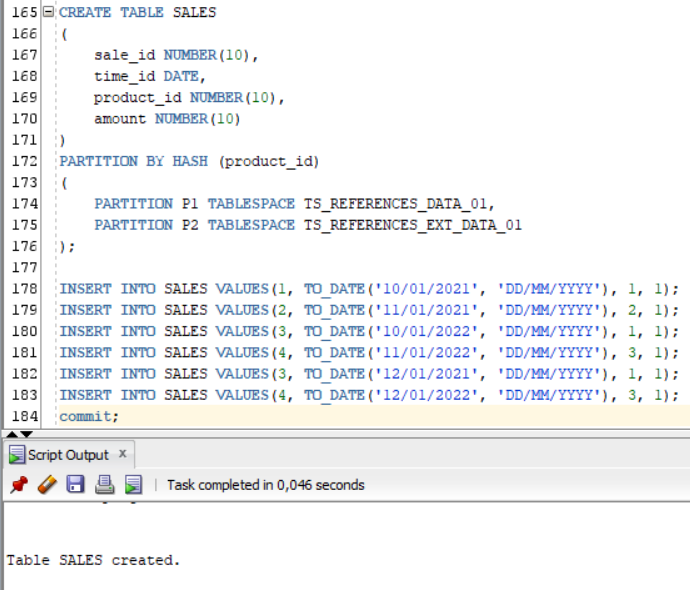 165 CREATE TABLE SALES
166 (
167 sale_id NUMBER(10),
168 time_id DATE,
169 product_id NUMBER(10),
170 amount NUMBER(10)
171 )
172 PARTITION BY HASH (product_id)
173 (
174 PARTITION P1 TABLESPACE TS_REFERENCES_DATA_01,
175 PARTITION P2 TABLESPACE TS_REFERENCES_EXT_DATA_01
176 );
177
178 INSERT INTO SALES VALUES(1, TO_DATE('10/01/2021', 'DD/MM/YYYY'), 1, 1);
179 INSERT INTO SALES VALUES(2, TO_DATE('11/01/2021', 'DD/MM/YYYY'), 2, 1);
180 INSERT INTO SALES VALUES(3, TO_DATE('10/01/2022', 'DD/MM/YYYY'), 1, 1);
181 INSERT INTO SALES VALUES(4, TO_DATE('11/01/2022', 'DD/MM/YYYY'), 3, 1);
182 INSERT INTO SALES VALUES(3, TO_DATE('12/01/2021', 'DD/MM/YYYY'), 1, 1);
183 INSERT INTO SALES VALUES(4, TO_DATE('12/01/2022', 'DD/MM/YYYY'), 3, 1);
184 commit;
Script Output x
Task completed in 0,046 seconds
Table SALES created.